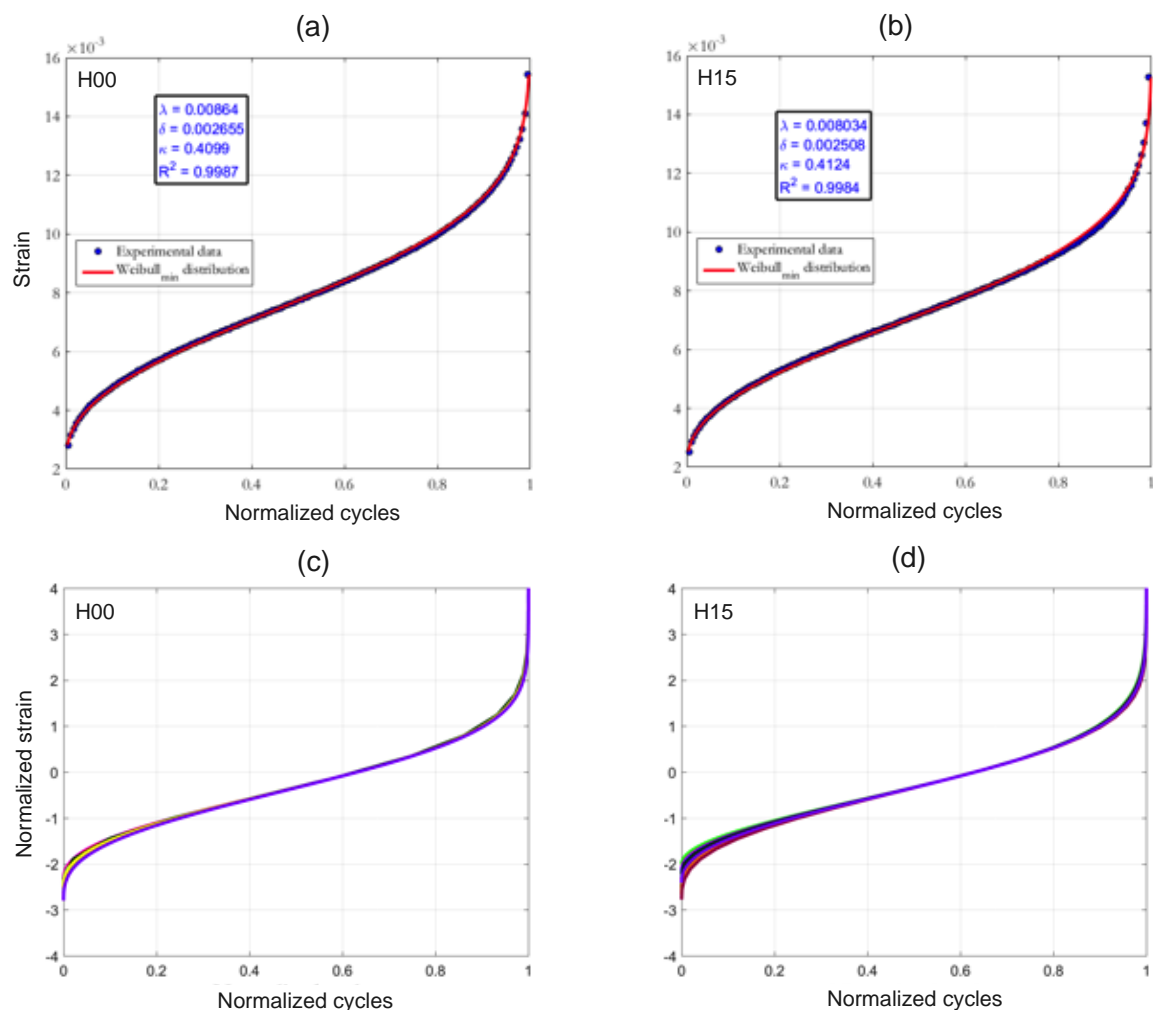 (a)
×10⁻³
16
14
12
10
8
6
4
2
H00
λ = 0.00864
δ = 0.002655
κ = 0.4099
R² = 0.9987
Experimental data
Weibull_min distribution
Strain
0 0.2 0.4 0.6 0.8 1
Normalized cycles
(b)
×10⁻³
16
14
12
10
8
6
4
2
H15
λ = 0.008034
δ = 0.002508
κ = 0.4124
R² = 0.9984
Experimental data
Weibull_min distribution
0 0.2 0.4 0.6 0.8 1
Normalized cycles
(c)
4
3
2
1
0
-1
-2
-3
-4
H00
Normalized strain
0 0.2 0.4 0.6 0.8 1
Normalized cycles
(d)
4
3
2
1
0
-1
-2
-3
-4
H15
0 0.2 0.4 0.6 0.8 1
Normalized cycles